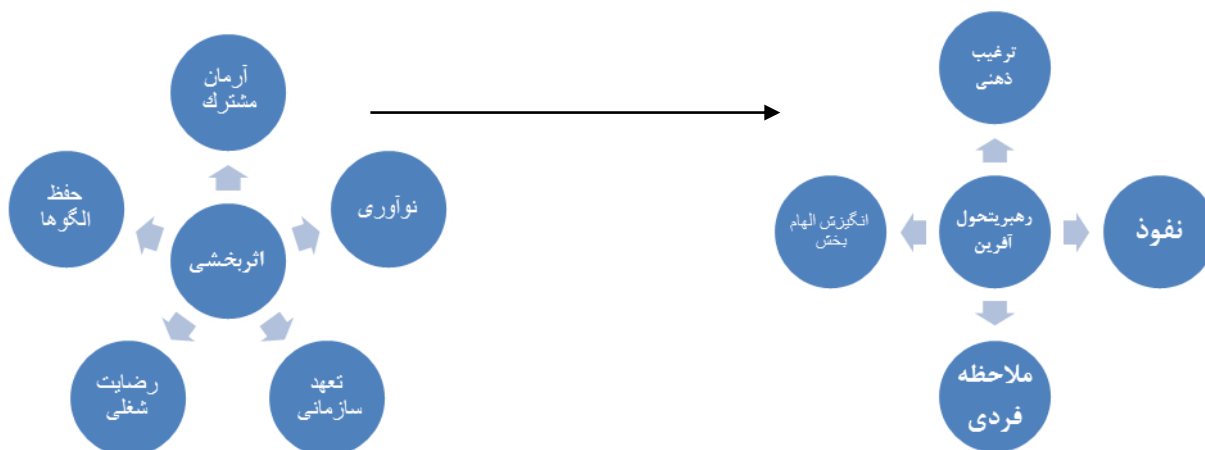 ترغیب
ذهنی
انگیزش الهام
بخش
رهبریتحول
آفرین
نفوذ
ملاحظه
فردی
آرمان
مشترك
حفظ
الگوها
اثربخشی
نوآوری
رضایت
شغلی
تعهد
سازمانی